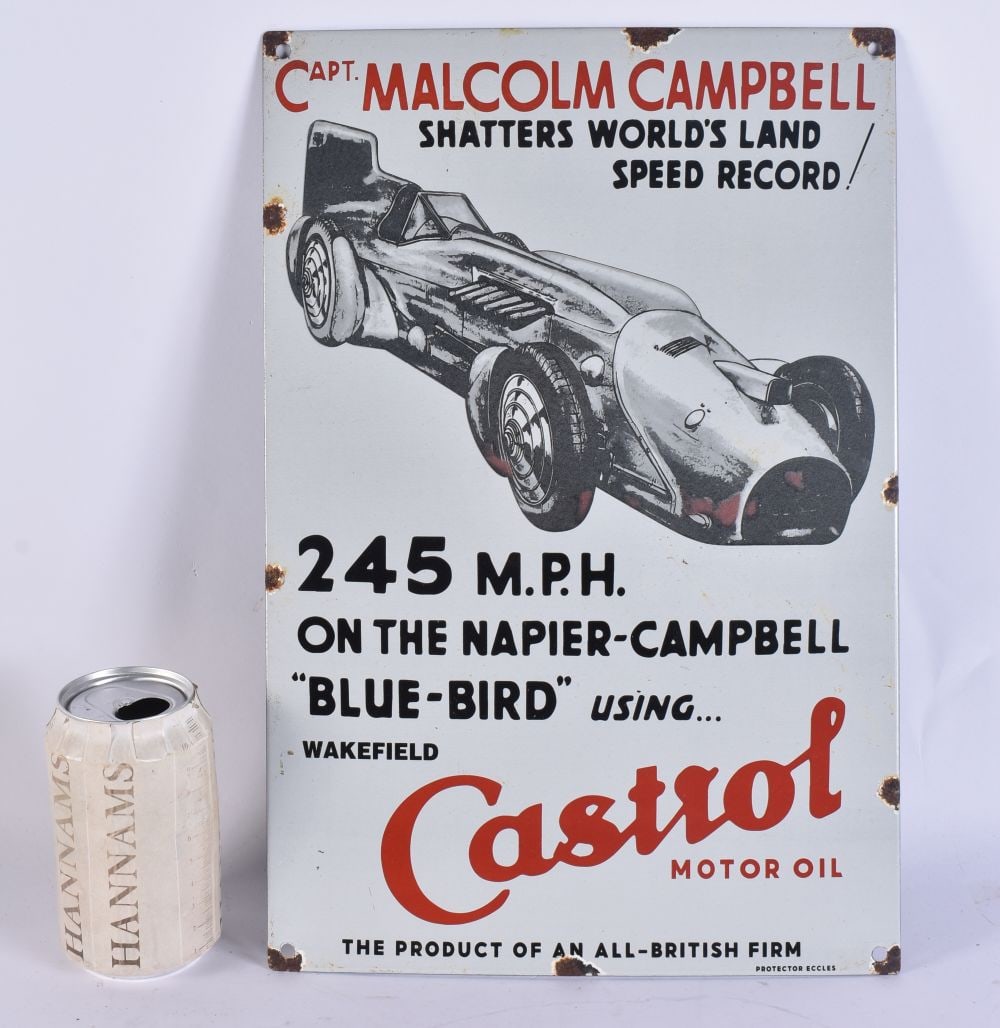 CAPT. MALCOLM CAMPBELL
SHATTERS WORLD'S LAND
SPEED RECORD!
245 M.P.H.
ON THE NAPIER-CAMPBELL
"BLUE-BIRD" USING...
WAKEFIELD
Castrol
MOTOR OIL
THE PRODUCT OF AN ALL-BRITISH FIRM
PROTECTOR ECCLES
HANNAMS
HANNAMS